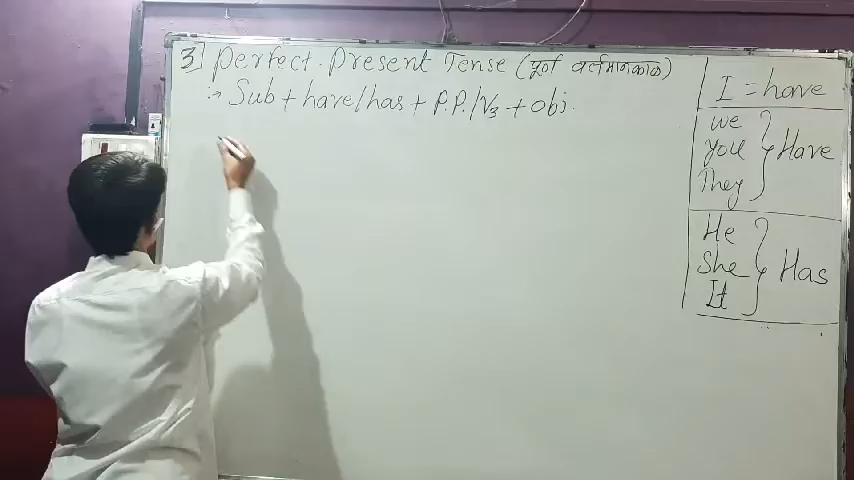 3] Perfect Present Tense (पूर्ण वर्तमानकाळ)
:→ Sub + have/has + P.P./V3 + obj.
I = have
we
you } Have
They
He
She } Has
It